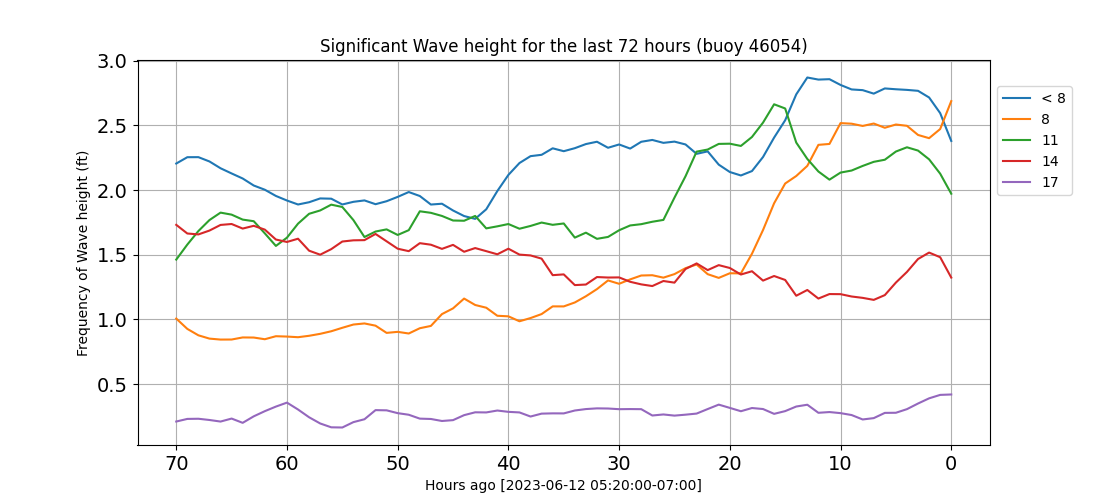 Significant Wave height for the last 72 hours (buoy 46054)
Frequency of Wave height (ft)
3.0
2.5
2.0
1.5
1.0
0.5
70 60 50 40 30 20 10 0
Hours ago [2023-06-12 05:20:00-07:00]
< 8
8
11
14
17